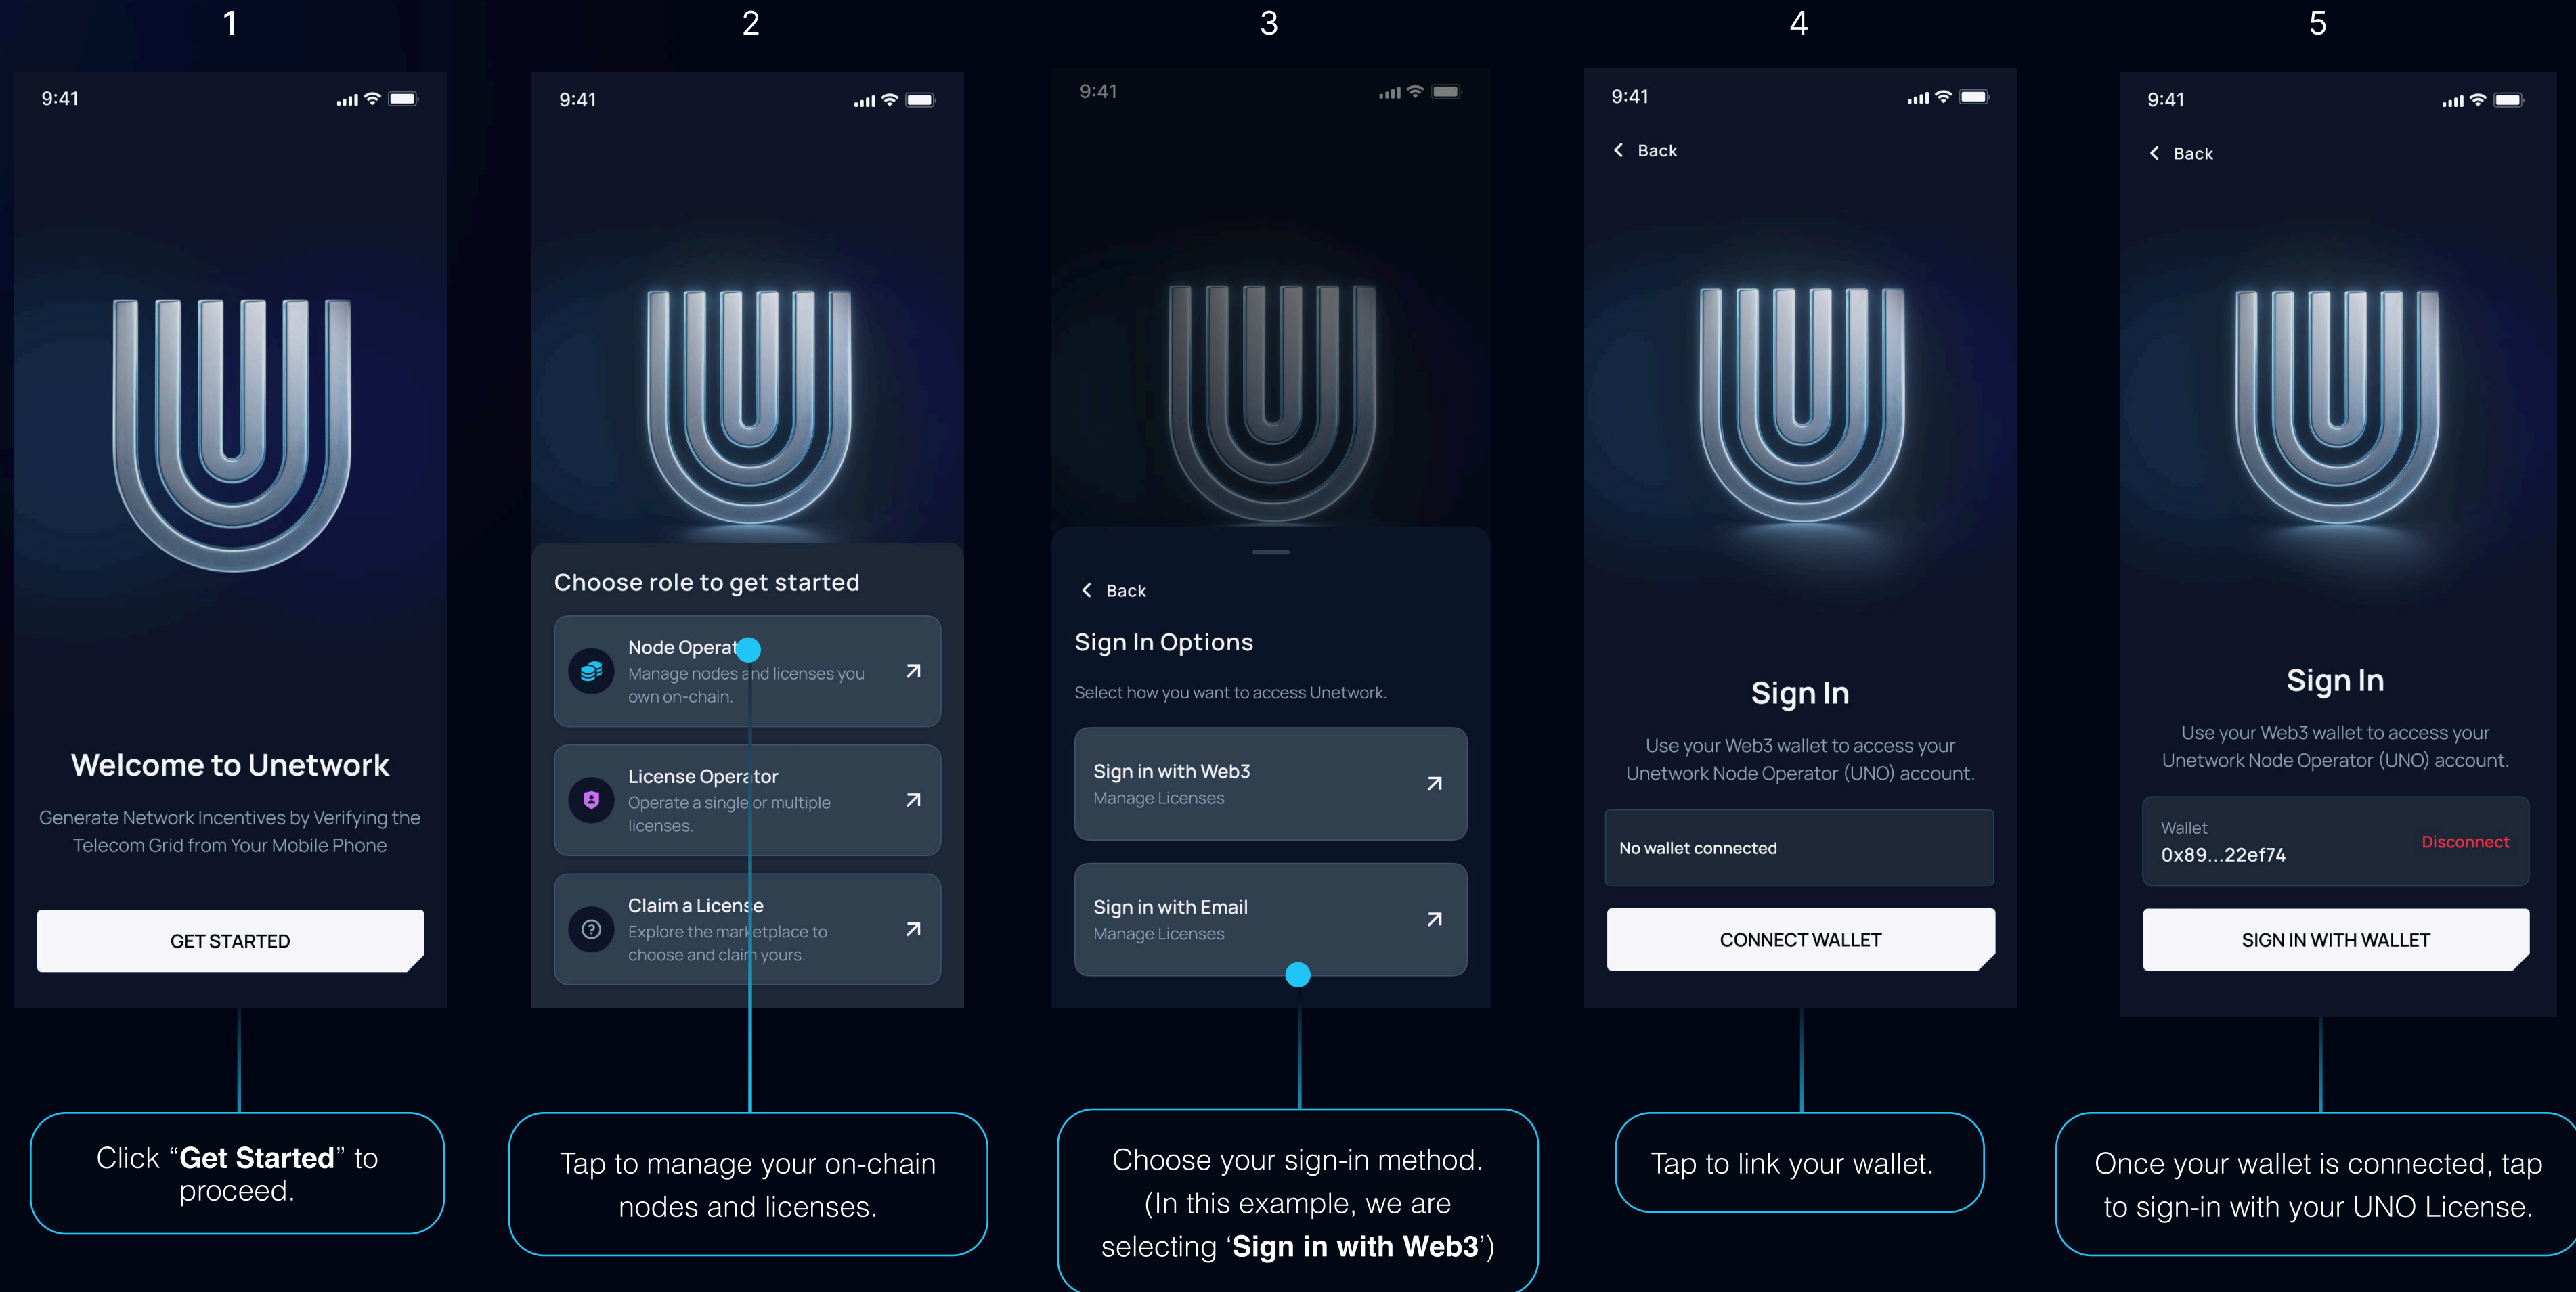 1
9:41
Welcome to Unetwork
Generate Network Incentives by Verifying the
Telecom Grid from Your Mobile Phone
GET STARTED
Click “Get Started” to
proceed.
2
9:41
Choose role to get started
Node Operat
Manage nodes and licenses you
own on-chain.
License Operator
Operate a single or multiple
licenses.
Claim a License
Explore the marketplace to
choose and claim yours.
Tap to manage your on-chain
nodes and licenses.
3
9:41
Back
Sign In Options
Select how you want to access Unetwork.
Sign in with Web3
Manage Licenses
Sign in with Email
Manage Licenses
Choose your sign-in method.
(In this example, we are
selecting ‘Sign in with Web3’)
4
9:41
Back
Sign In
Use your Web3 wallet to access your
Unetwork Node Operator (UNO) account.
No wallet connected
CONNECT WALLET
Tap to link your wallet.
5
9:41
Back
Sign In
Use your Web3 wallet to access your
Unetwork Node Operator (UNO) account.
Wallet
0x89...22ef74
Disconnect
SIGN IN WITH WALLET
Once your wallet is connected, tap
to sign-in with your UNO License.